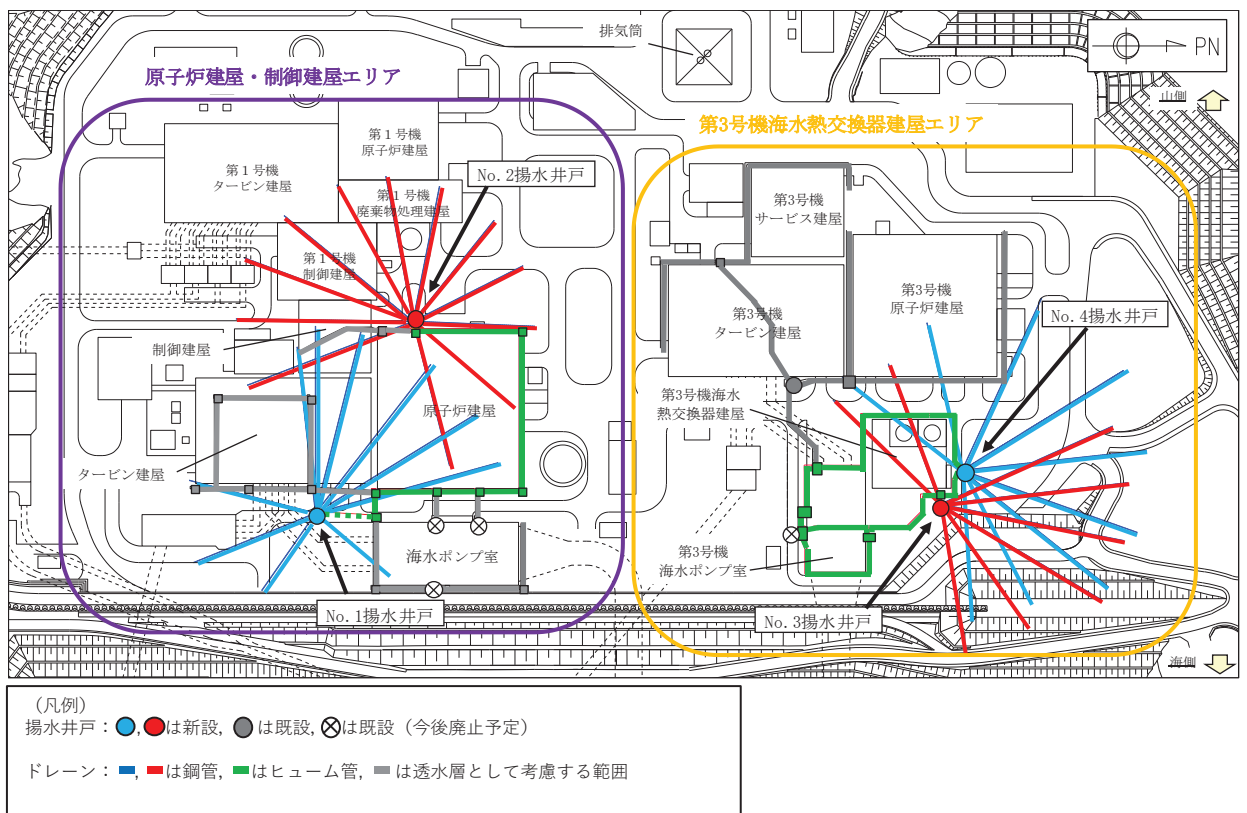 排気筒
PN
山側
原子炉建屋・制御建屋エリア
第3号機海水熱交換器建屋エリア
第１号機
原子炉建屋
第１号機
タービン建屋
No.2揚水井戸
第１号機
廃棄物処理建屋
第3号機
サービス建屋
第１号機
制御建屋
第3号機
原子炉建屋
第3号機
タービン建屋
No.4揚水井戸
制御建屋
第3号機海水
熱交換器建屋
原子炉建屋
タービン建屋
海水ポンプ室
第3号機
海水ポンプ室
No.1揚水井戸
No.3揚水井戸
海側
（凡例）
揚水井戸：,は新設,は既設,は既設（今後廃止予定）
ドレーン：,は鋼管,はヒューム管,は透水層として考慮する範囲